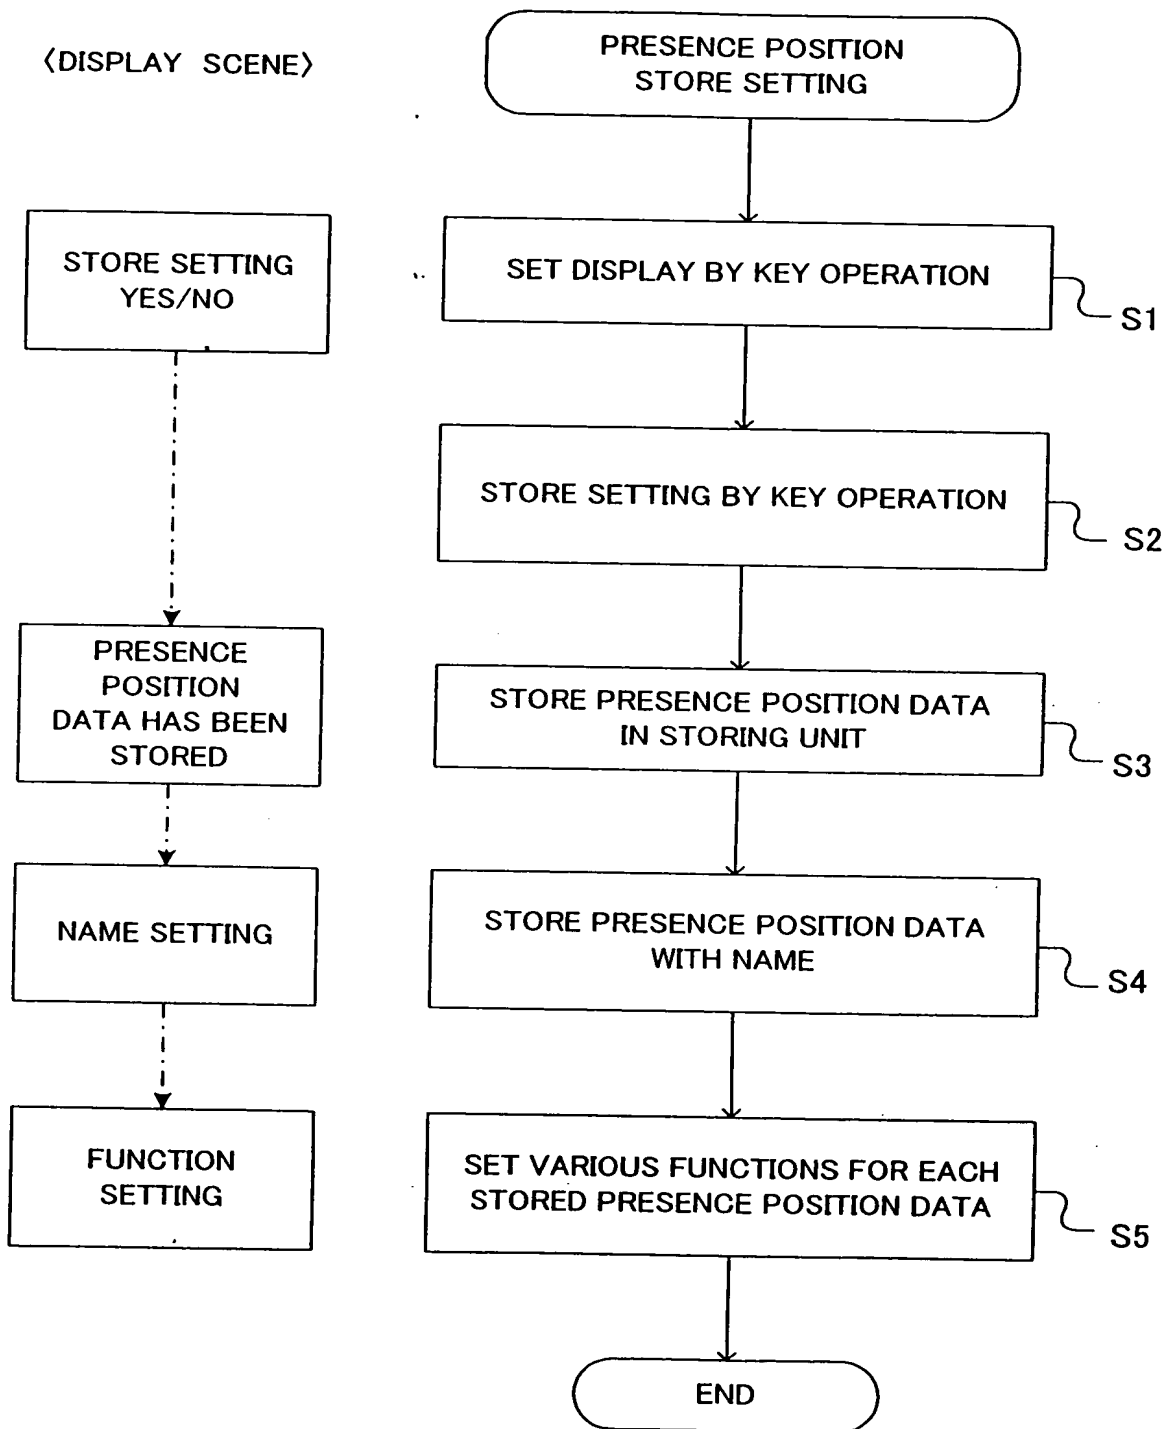 〈DISPLAY SCENE〉
PRESENCE POSITION
STORE SETTING
STORE SETTING
YES/NO
SET DISPLAY BY KEY OPERATION
S1
STORE SETTING BY KEY OPERATION
S2
PRESENCE
POSITION
DATA HAS BEEN
STORED
STORE PRESENCE POSITION DATA
IN STORING UNIT
S3
NAME SETTING
STORE PRESENCE POSITION DATA
WITH NAME
S4
FUNCTION
SETTING
SET VARIOUS FUNCTIONS FOR EACH
STORED PRESENCE POSITION DATA
S5
END